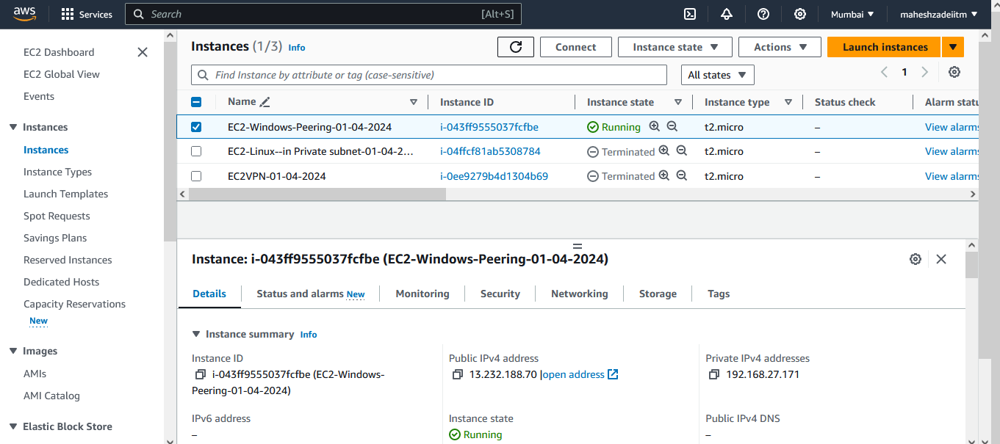 aws
Services
Search
[Alt+S]
Mumbai
maheshzadeiitm
EC2 Dashboard
EC2 Global View
Events
Instances
Instances
Instance Types
Launch Templates
Spot Requests
Savings Plans
Reserved Instances
Dedicated Hosts
Capacity Reservations
New
Images
AMIs
AMI Catalog
Elastic Block Store
Instances (1/3) Info
Connect
Instance state
Actions
Launch instances
Find Instance by attribute or tag (case-sensitive)
All states
1
Name
Instance ID
Instance state
Instance type
Status check
Alarm statu
EC2-Windows-Peering-01-04-2024 i-043ff9555037fcfbe Running t2.micro – View alarms
EC2-Linux--in Private subnet-01-04-2... i-04ffcf81ab5308784 Terminated t2.micro – View alarms
EC2VPN-01-04-2024 i-0ee9279b4d1304b69 Terminated t2.micro – View alarms
Instance: i-043ff9555037fcfbe (EC2-Windows-Peering-01-04-2024)
Details
Status and alarms New
Monitoring
Security
Networking
Storage
Tags
Instance summary Info
Instance ID
i-043ff9555037fcfbe (EC2-Windows-
Peering-01-04-2024)
Public IPv4 address
13.232.188.70 |open address
Private IPv4 addresses
192.168.27.171
IPv6 address
–
Instance state
Running
Public IPv4 DNS
–